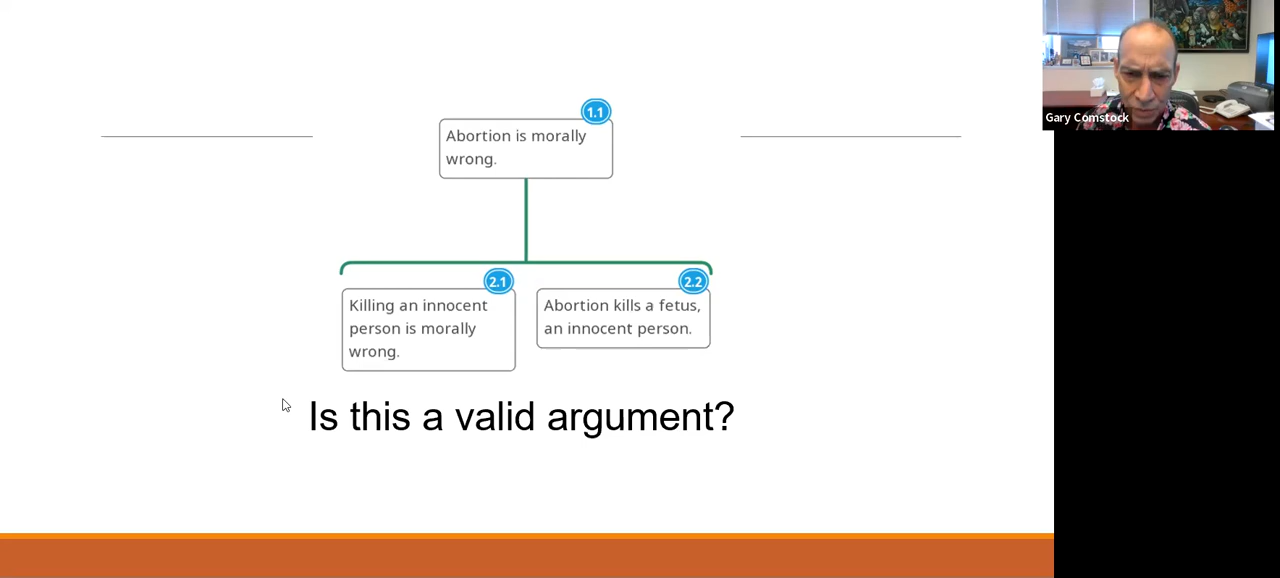 Gary Comstock
1.1
Abortion is morally
wrong.
2.1
Killing an innocent
person is morally
wrong.
2.2
Abortion kills a fetus,
an innocent person.
Is this a valid argument?